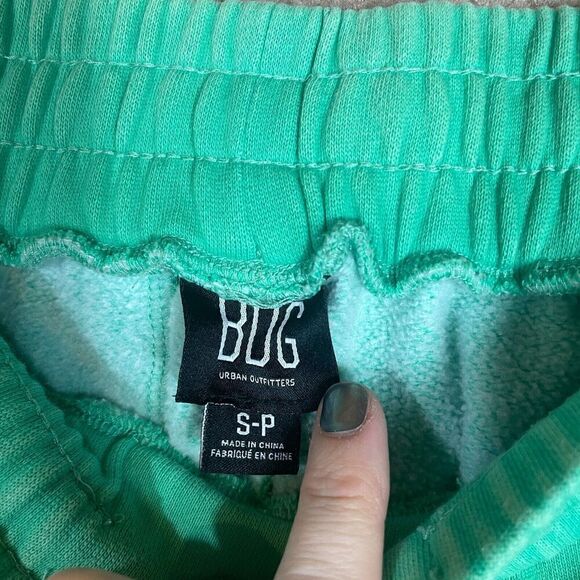 BDG
URBAN OUTFITTERS
S-P
MADE IN CHINA
FABRIQUÉ EN CHINE